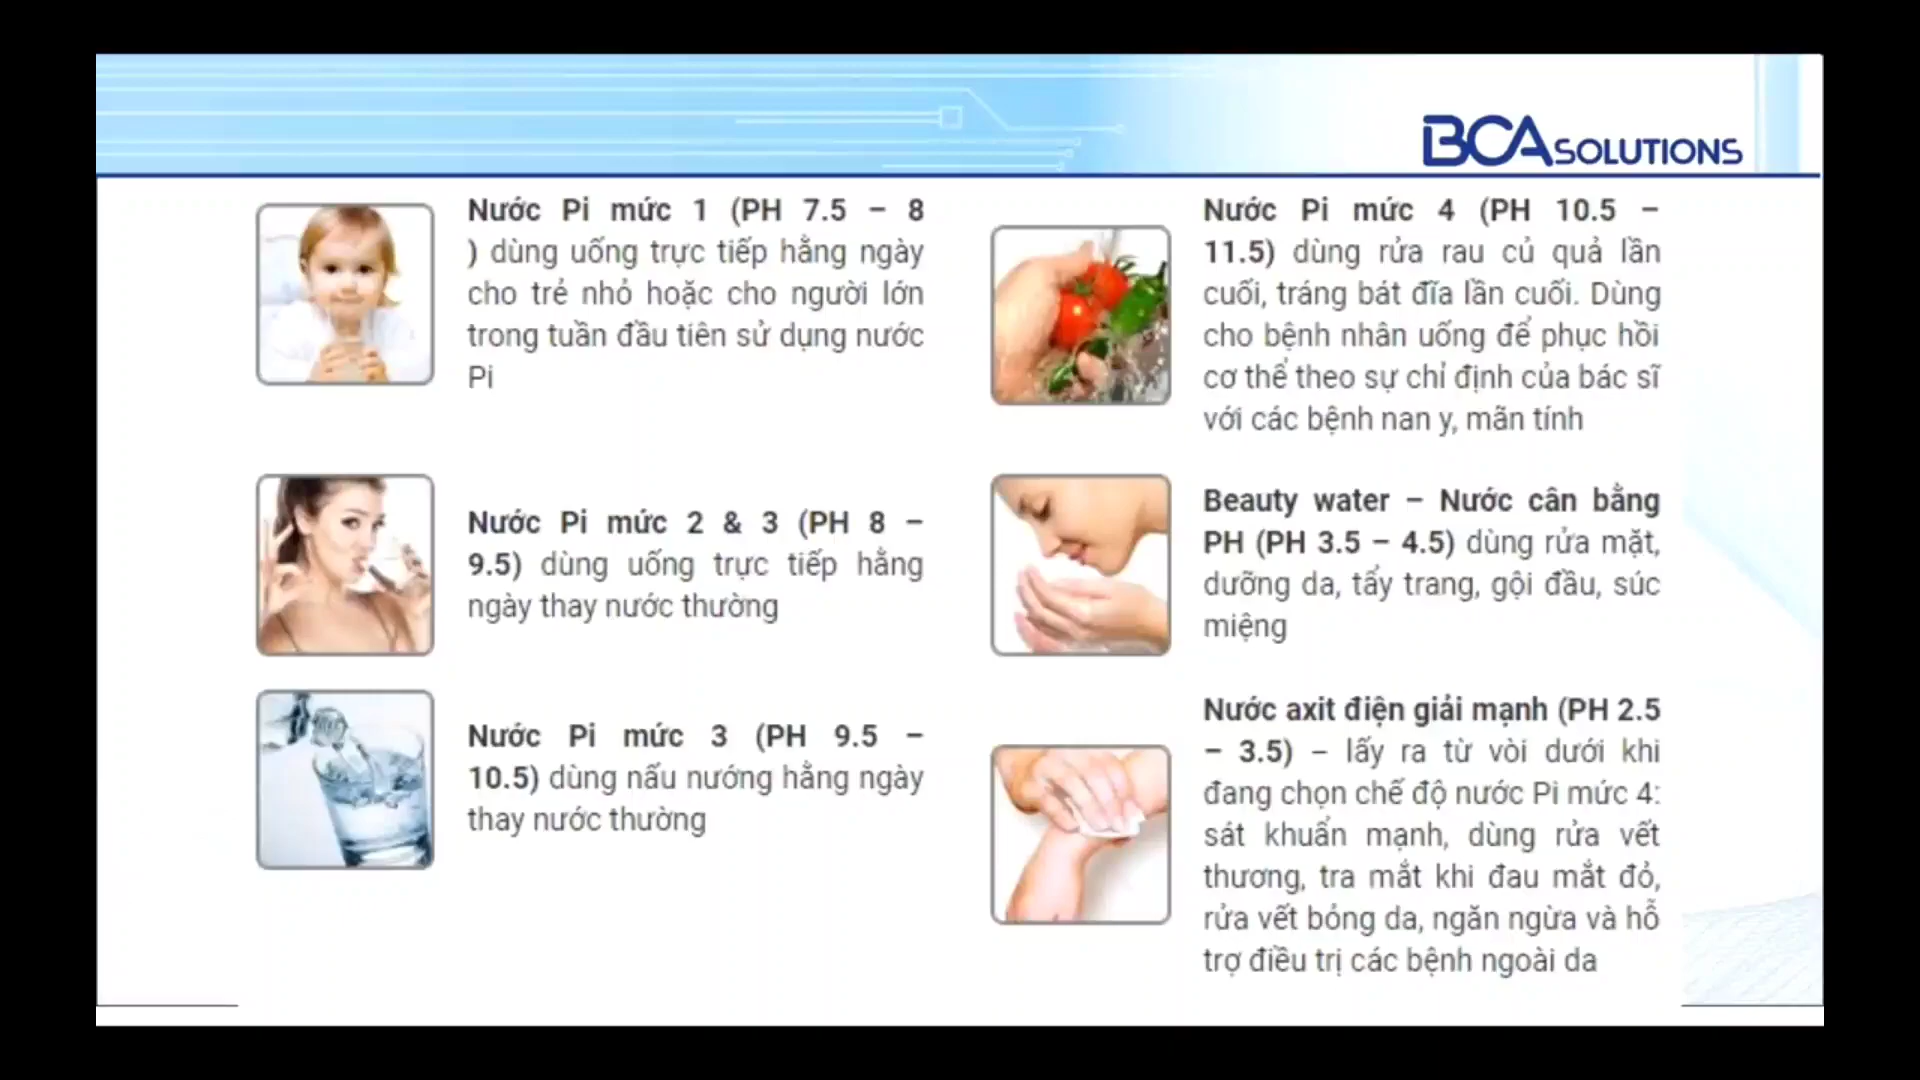 BCA SOLUTIONS
Nước Pi mức 1 (PH 7.5 – 8
) dùng uống trực tiếp hằng ngày
cho trẻ nhỏ hoặc cho người lớn
trong tuần đầu tiên sử dụng nước
Pi
Nước Pi mức 2 & 3 (PH 8 –
9.5) dùng uống trực tiếp hằng
ngày thay nước thường
Nước Pi mức 3 (PH 9.5 –
10.5) dùng nấu nướng hằng ngày
thay nước thường
Nước Pi mức 4 (PH 10.5 –
11.5) dùng rửa rau củ quả lần
cuối, tráng bát đĩa lần cuối. Dùng
cho bệnh nhân uống để phục hồi
cơ thể theo sự chỉ định của bác sĩ
với các bệnh nan y, mãn tính
Beauty water – Nước cân bằng
PH (PH 3.5 – 4.5) dùng rửa mặt,
dưỡng da, tẩy trang, gội đầu, súc
miệng
Nước axit điện giải mạnh (PH 2.5
– 3.5) – lấy ra từ vòi dưới khi
đang chọn chế độ nước Pi mức 4:
sát khuẩn mạnh, dùng rửa vết
thương, tra mắt khi đau mắt đỏ,
rửa vết bỏng da, ngăn ngừa và hỗ
trợ điều trị các bệnh ngoài da